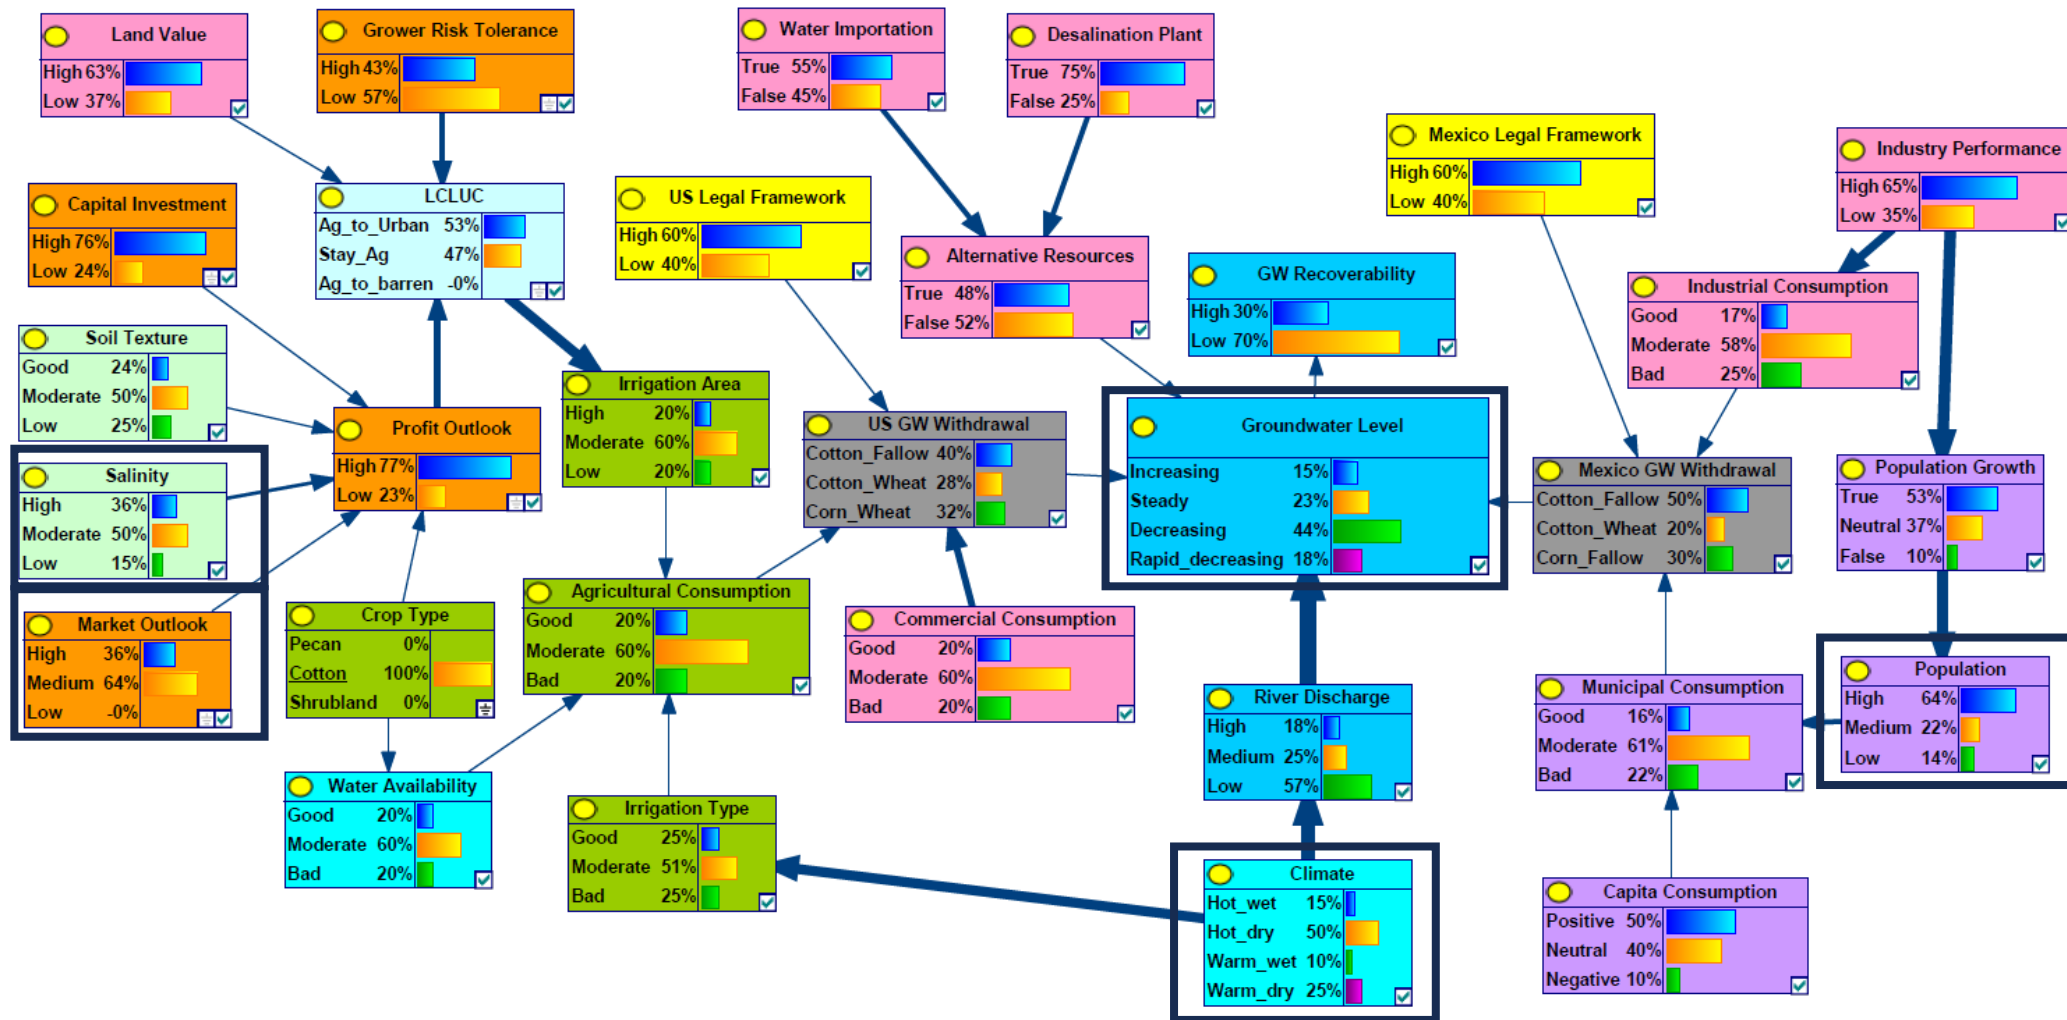 Land Value
High 63%
Low 37%
Grower Risk Tolerance
High 43%
Low 57%
Water Importation
True 55%
False 45%
Desalination Plant
True 75%
False 25%
Mexico Legal Framework
High 60%
Low 40%
Industry Performance
High 65%
Low 35%
Capital Investment
High 76%
Low 24%
LCLUC
Ag_to_Urban 53%
Stay_Ag 47%
Ag_to_barren -0%
US Legal Framework
High 60%
Low 40%
Alternative Resources
True 48%
False 52%
GW Recoverability
High 30%
Low 70%
Industrial Consumption
Good 17%
Moderate 58%
Bad 25%
Soil Texture
Good 24%
Moderate 50%
Low 25%
Profit Outlook
High 77%
Low 23%
Irrigation Area
High 20%
Moderate 60%
Low 20%
US GW Withdrawal
Cotton_Fallow 40%
Cotton_Wheat 28%
Corn_Wheat 32%
Groundwater Level
Increasing 15%
Steady 23%
Decreasing 44%
Rapid_decreasing 18%
Mexico GW Withdrawal
Cotton_Fallow 50%
Cotton_Wheat 20%
Corn_Fallow 30%
Population Growth
True 53%
Neutral 37%
False 10%
Salinity
High 36%
Moderate 50%
Low 15%
Market Outlook
High 36%
Medium 64%
Low -0%
Crop Type
Pecan 0%
Cotton 100%
Shrubland 0%
Agricultural Consumption
Good 20%
Moderate 60%
Bad 20%
Commercial Consumption
Good 20%
Moderate 60%
Bad 20%
River Discharge
High 18%
Medium 25%
Low 57%
Municipal Consumption
Good 16%
Moderate 61%
Bad 22%
Population
High 64%
Medium 22%
Low 14%
Water Availability
Good 20%
Moderate 60%
Bad 20%
Irrigation Type
Good 25%
Moderate 51%
Bad 25%
Climate
Hot_wet 15%
Hot_dry 50%
Warm_wet 10%
Warm_dry 25%
Capita Consumption
Positive 50%
Neutral 40%
Negative 10%